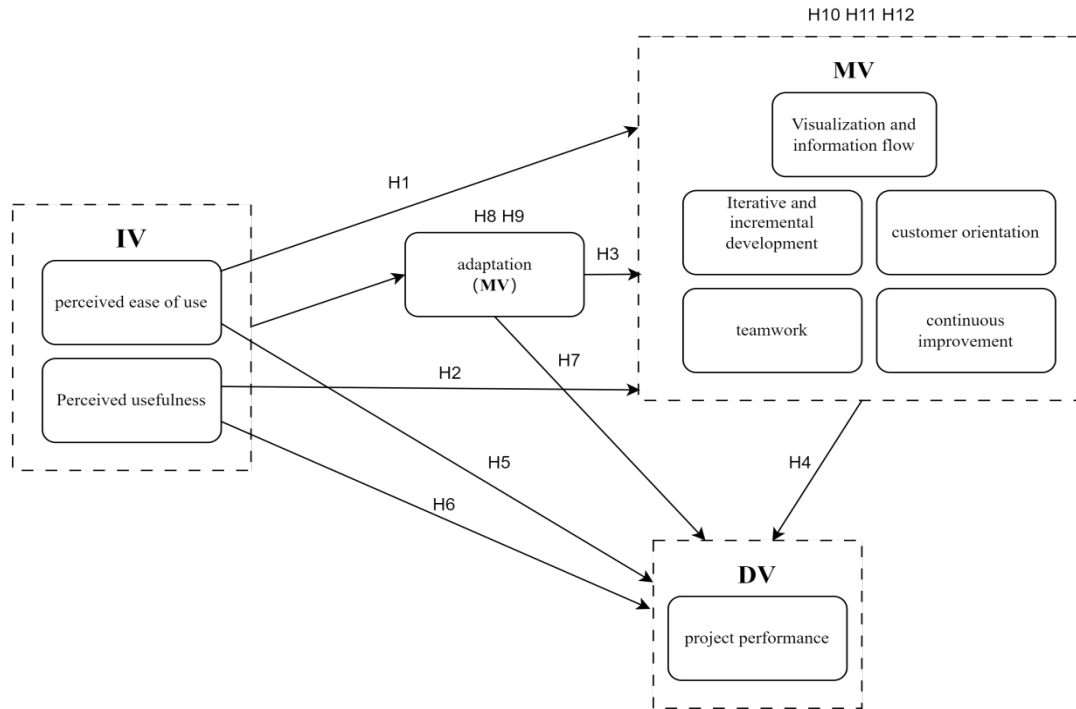 H10 H11 H12
MV
Visualization and
information flow
H1
Iterative and
incremental
development
customer orientation
H8 H9
IV
adaptation
（MV）
H3
perceived ease of use
teamwork
continuous
improvement
H7
H2
Perceived usefulness
H5
H4
H6
DV
project performance